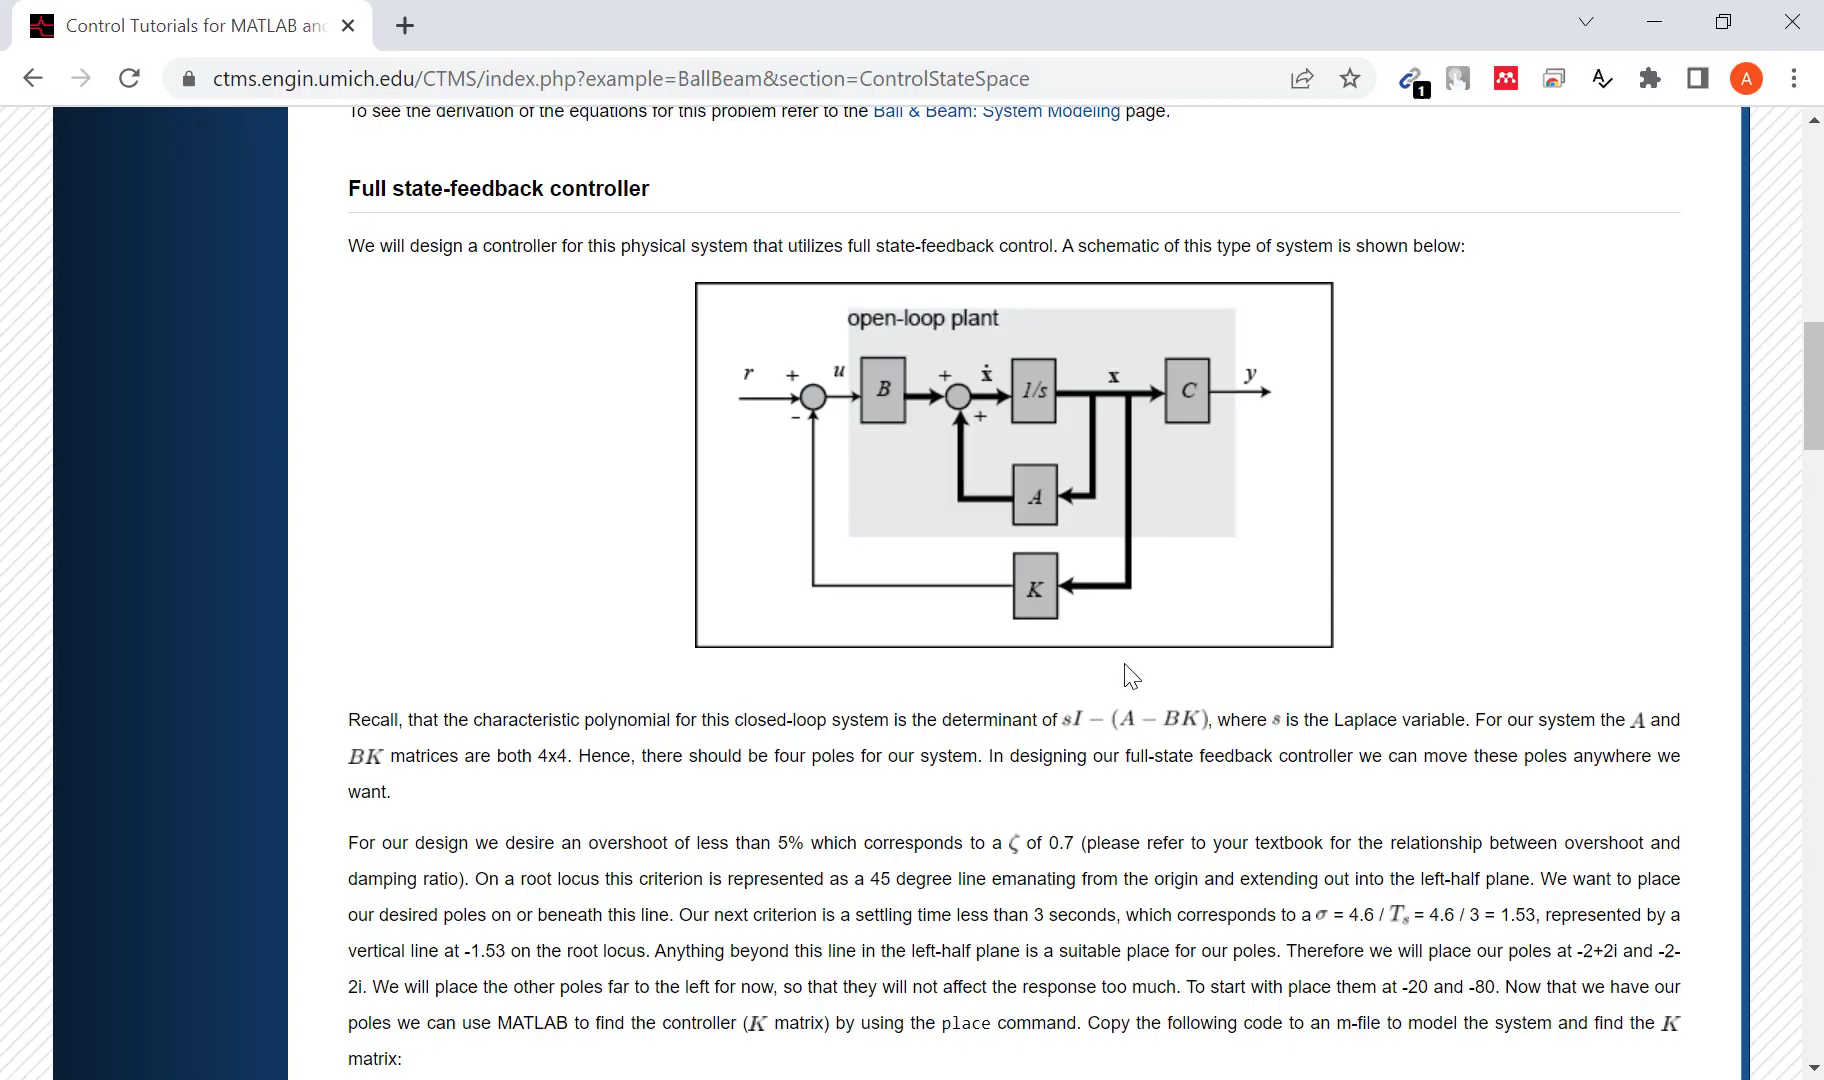 Control Tutorials for MATLAB and
ctms.engin.umich.edu/CTMS/index.php?example=BallBeam&section=ControlStateSpace
1
A
To see the derivation of the equations for this problem refer to the Ball & Beam: System Modeling page.
Full state-feedback controller
We will design a controller for this physical system that utilizes full state-feedback control. A schematic of this type of system is shown below:
open-loop plant
r + u B + ẋ 1/s x C y
- +
A
K
Recall, that the characteristic polynomial for this closed-loop system is the determinant of sI − (A − BK), where s is the Laplace variable. For our system the A and
BK matrices are both 4x4. Hence, there should be four poles for our system. In designing our full-state feedback controller we can move these poles anywhere we
want.
For our design we desire an overshoot of less than 5% which corresponds to a ζ of 0.7 (please refer to your textbook for the relationship between overshoot and
damping ratio). On a root locus this criterion is represented as a 45 degree line emanating from the origin and extending out into the left-half plane. We want to place
our desired poles on or beneath this line. Our next criterion is a settling time less than 3 seconds, which corresponds to a σ = 4.6 / Tₛ = 4.6 / 3 = 1.53, represented by a
vertical line at -1.53 on the root locus. Anything beyond this line in the left-half plane is a suitable place for our poles. Therefore we will place our poles at -2+2i and -2-
2i. We will place the other poles far to the left for now, so that they will not affect the response too much. To start with place them at -20 and -80. Now that we have our
poles we can use MATLAB to find the controller (K matrix) by using the place command. Copy the following code to an m-file to model the system and find the K
matrix: